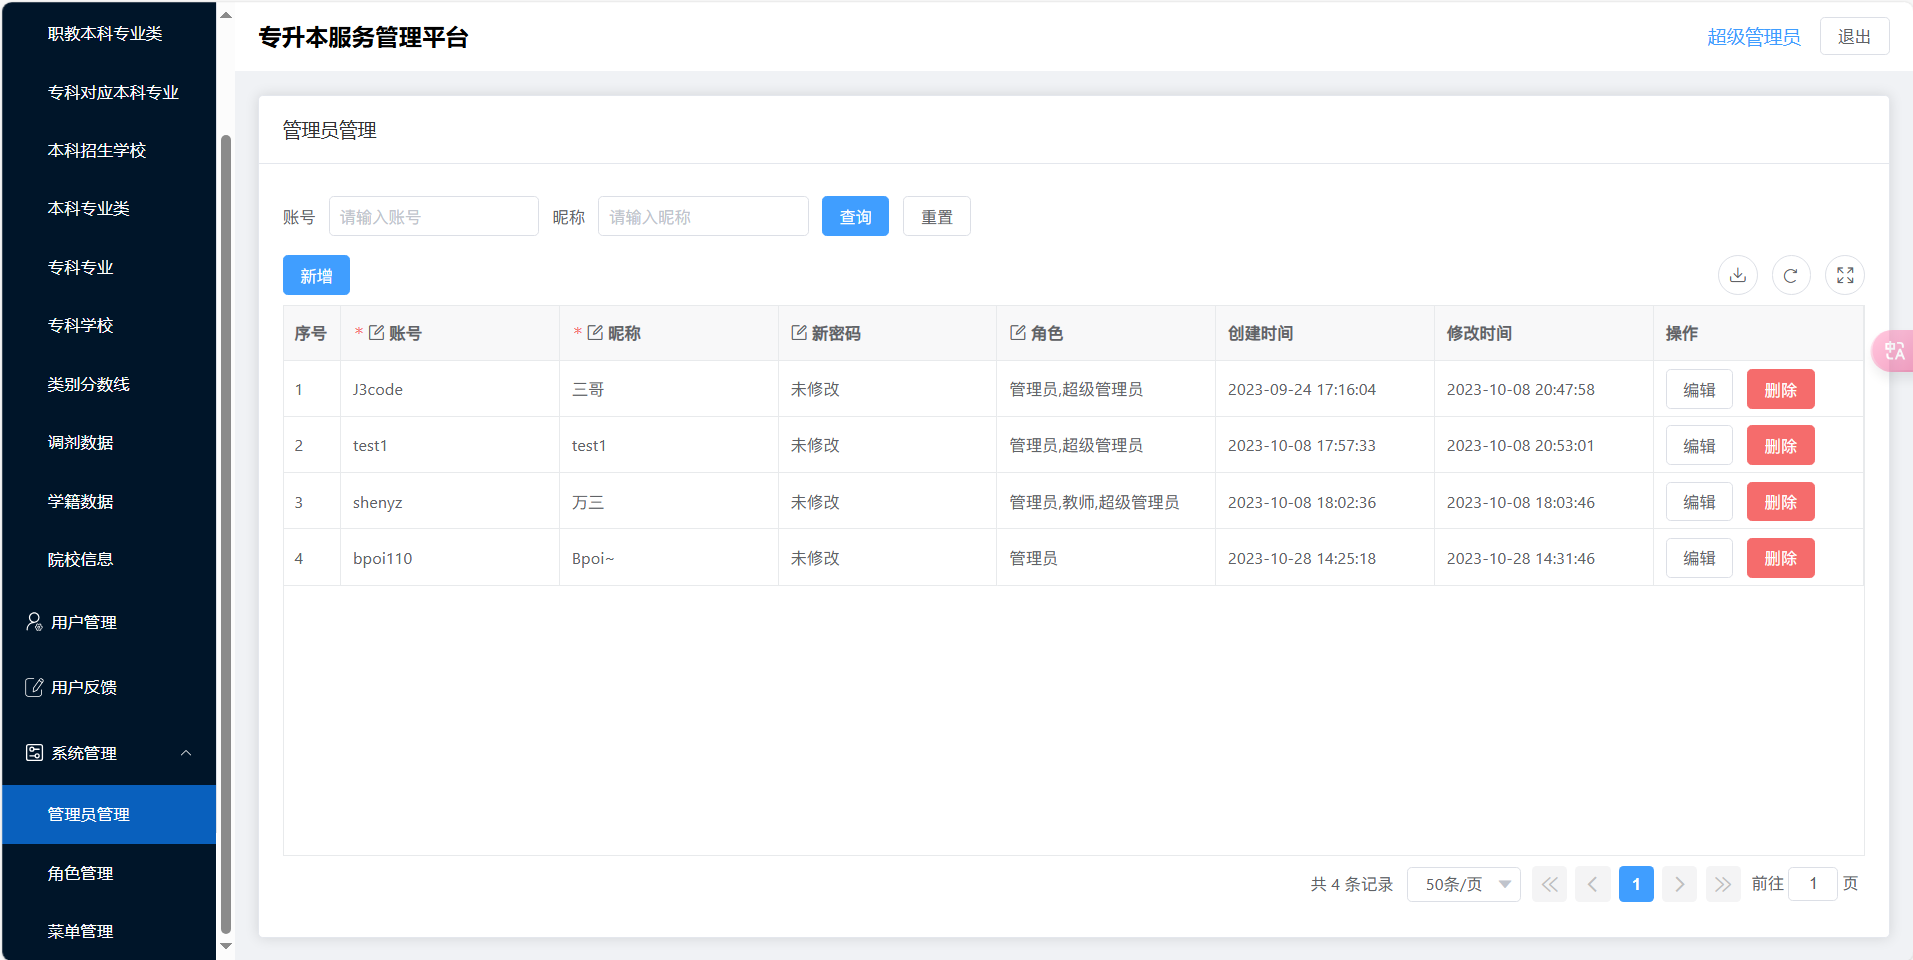 职教本科专业类
专科对应本科专业
本科招生学校
本科专业类
专科专业
专科学校
类别分数线
调剂数据
学籍数据
院校信息
用户管理
用户反馈
系统管理
管理员管理
角色管理
菜单管理
专升本服务管理平台
超级管理员 退出
管理员管理
账号 请输入账号 昵称 请输入昵称 查询 重置
新增
序号 * 账号 * 昵称 新密码 角色 创建时间 修改时间 操作
1 J3code 三哥 未修改 管理员,超级管理员 2023-09-24 17:16:04 2023-10-08 20:47:58 编辑 删除
2 test1 test1 未修改 管理员,超级管理员 2023-10-08 17:57:33 2023-10-08 20:53:01 编辑 删除
3 shenyz 万三 未修改 管理员,教师,超级管理员 2023-10-08 18:02:36 2023-10-08 18:03:46 编辑 删除
4 bpoi110 Bpoi~ 未修改 管理员 2023-10-28 14:25:18 2023-10-28 14:31:46 编辑 删除
共 4 条记录 50条/页 1 前往 1 页